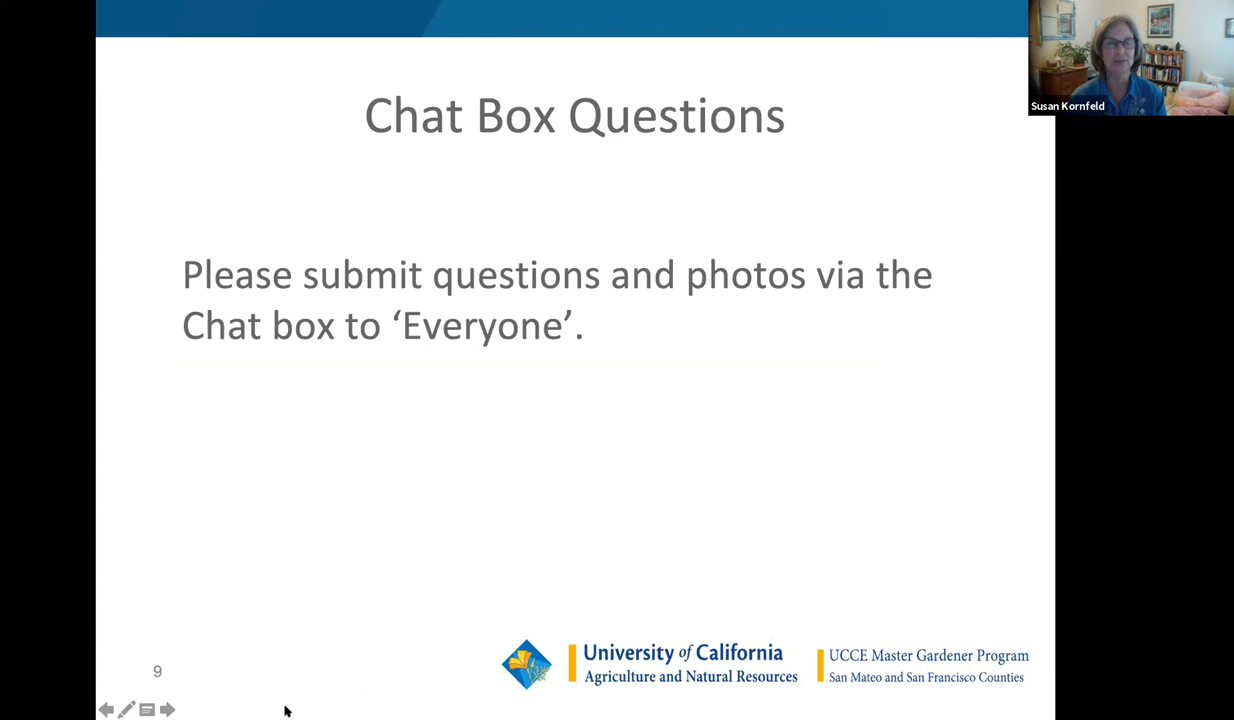 Susan Kornfeld
Chat Box Questions
Please submit questions and photos via the
Chat box to ‘Everyone’.
9
University of California
Agriculture and Natural Resources
UCCE Master Gardener Program
San Mateo and San Francisco Counties